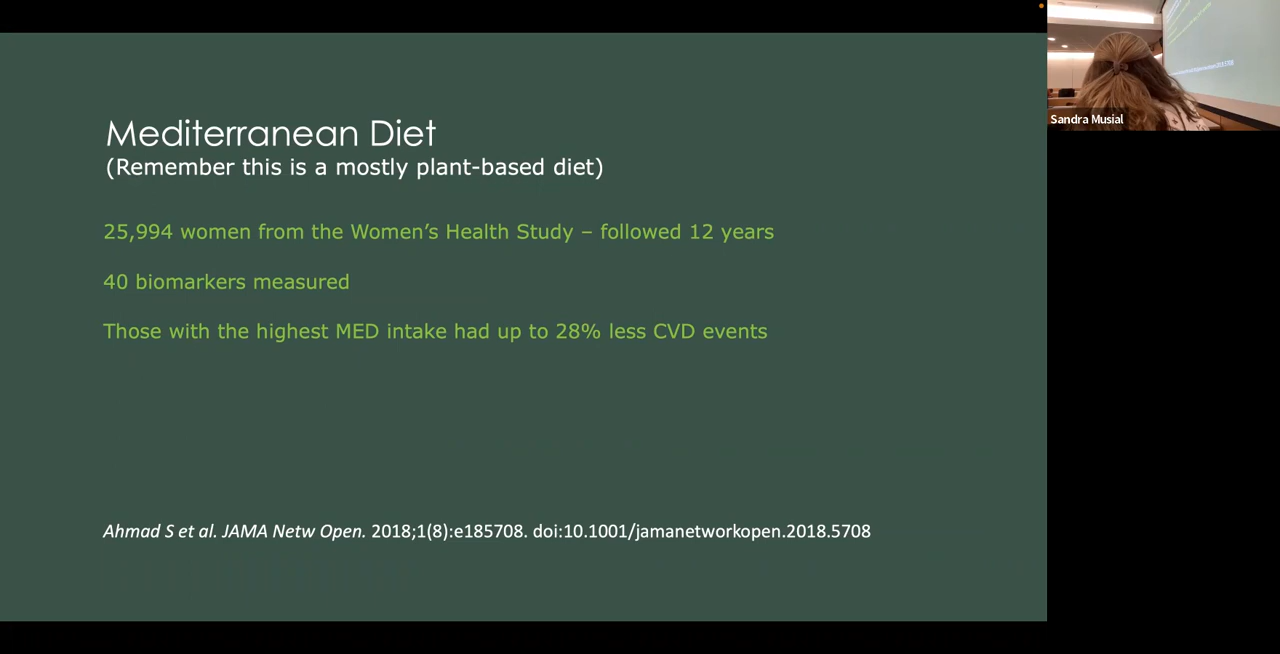 Mediterranean Diet
(Remember this is a mostly plant-based diet)
25,994 women from the Women’s Health Study – followed 12 years
40 biomarkers measured
Those with the highest MED intake had up to 28% less CVD events
Ahmad S et al. JAMA Netw Open. 2018;1(8):e185708. doi:10.1001/jamanetworkopen.2018.5708
Sandra Musial